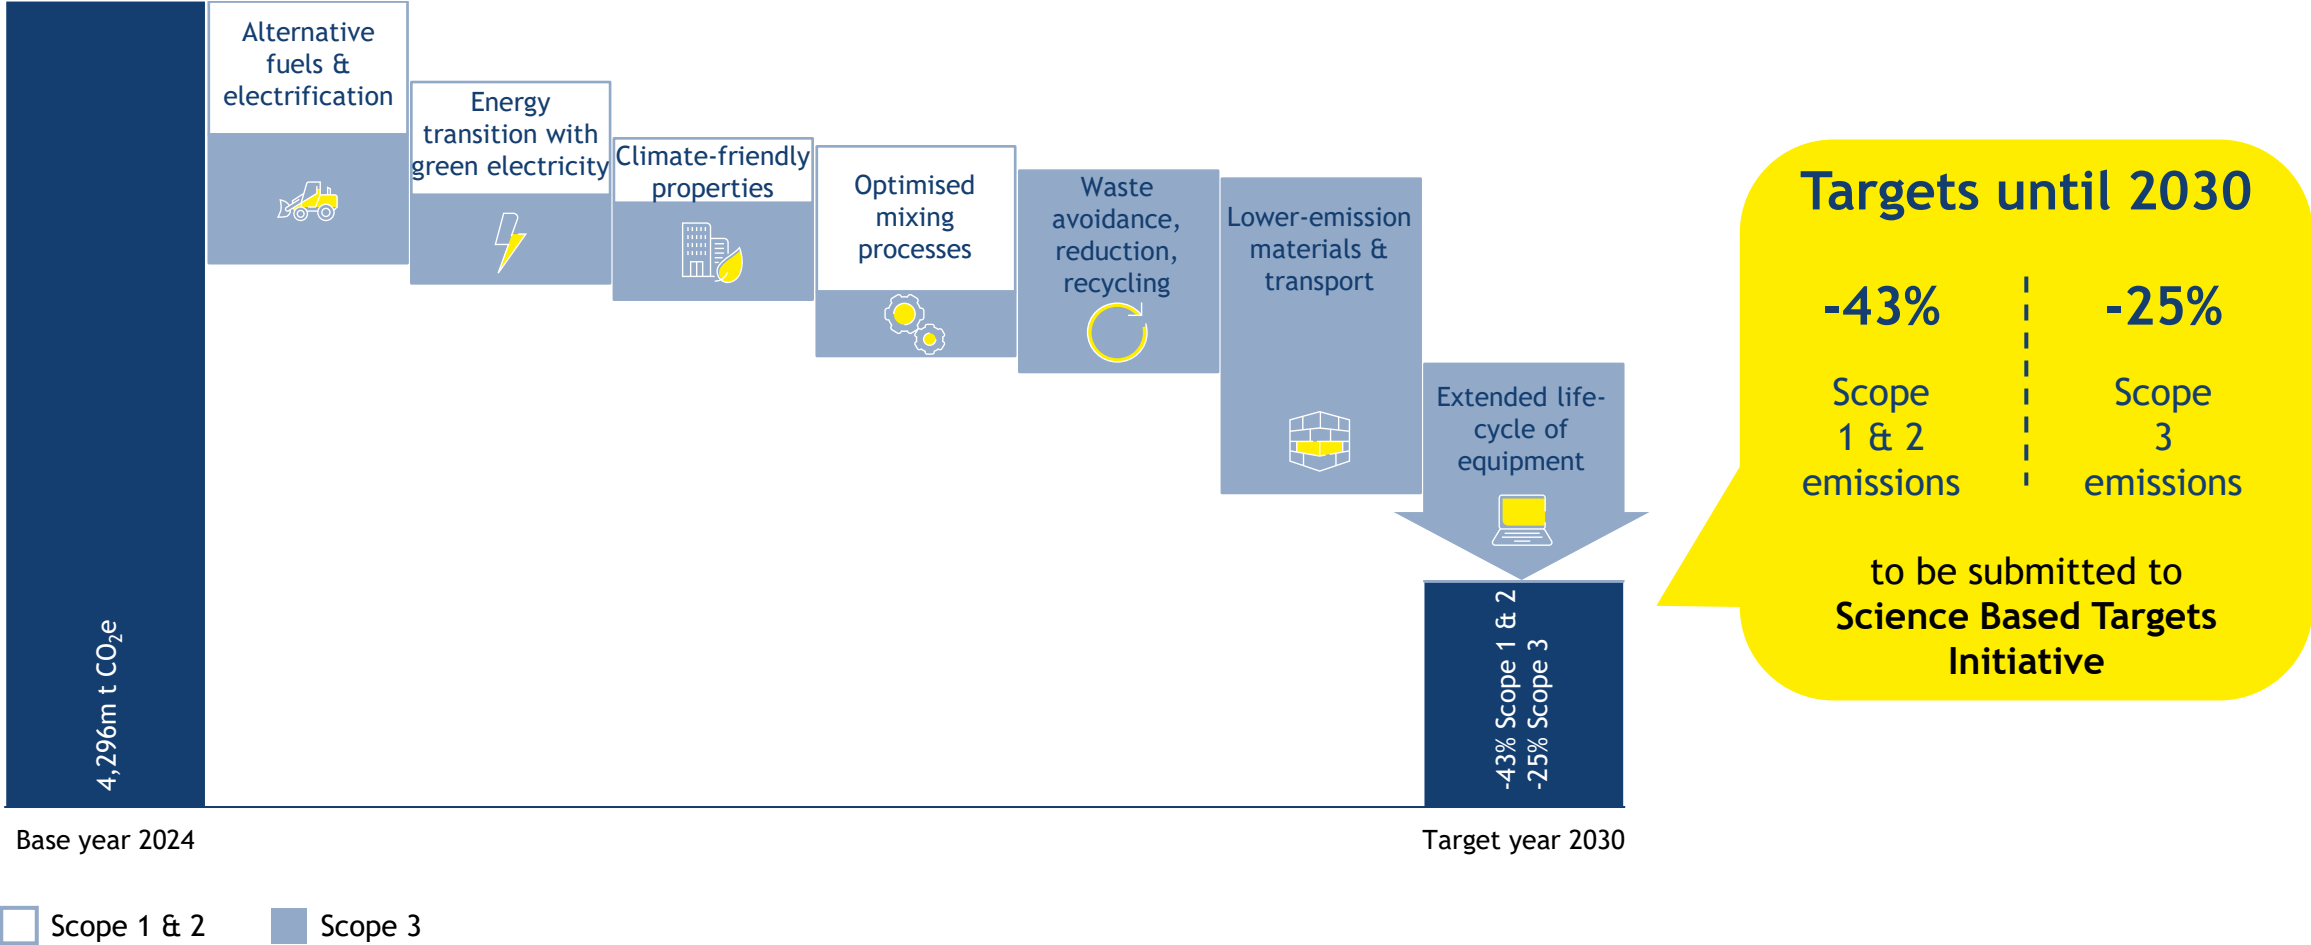 Alternative
fuels &
electrification
Energy
transition with
green electricity
Climate-friendly
properties
Optimised
mixing
processes
Waste
avoidance,
reduction,
recycling
Lower-emission
materials &
transport
Extended life-
cycle of
equipment
4,296m t CO₂e
-43% Scope 1 & 2
-25% Scope 3
Base year 2024
Target year 2030
Scope 1 & 2
Scope 3
Targets until 2030
-43%
Scope
1 & 2
emissions
-25%
Scope
3
emissions
to be submitted to
Science Based Targets
Initiative